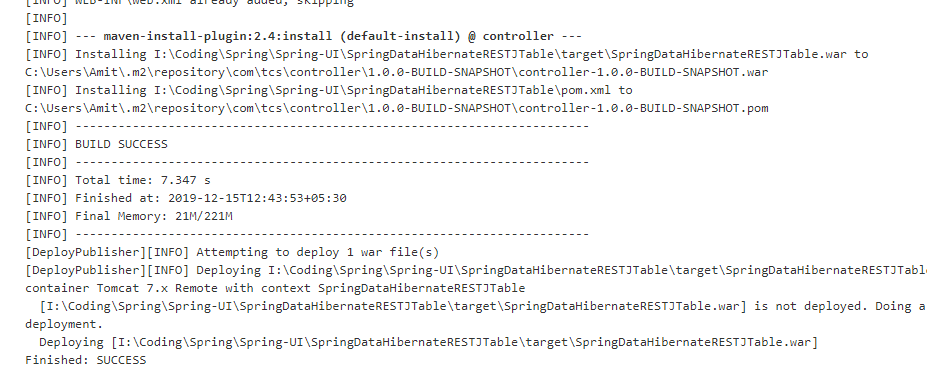 [INFO] WEB-INF\web.xml already added, skipping
[INFO]
[INFO] --- maven-install-plugin:2.4:install (default-install) @ controller ---
[INFO] Installing I:\Coding\Spring\Spring-UI\SpringDataHibernateRESTJTable\target\SpringDataHibernateRESTJTable.war to
C:\Users\Amit\.m2\repository\com\tcs\controller\1.0.0-BUILD-SNAPSHOT\controller-1.0.0-BUILD-SNAPSHOT.war
[INFO] Installing I:\Coding\Spring\Spring-UI\SpringDataHibernateRESTJTable\pom.xml to
C:\Users\Amit\.m2\repository\com\tcs\controller\1.0.0-BUILD-SNAPSHOT\controller-1.0.0-BUILD-SNAPSHOT.pom
[INFO] ------------------------------------------------------------------------
[INFO] BUILD SUCCESS
[INFO] ------------------------------------------------------------------------
[INFO] Total time: 7.347 s
[INFO] Finished at: 2019-12-15T12:43:53+05:30
[INFO] Final Memory: 21M/221M
[INFO] ------------------------------------------------------------------------
[DeployPublisher][INFO] Attempting to deploy 1 war file(s)
[DeployPublisher][INFO] Deploying I:\Coding\Spring\Spring-UI\SpringDataHibernateRESTJTable\target\SpringDataHibernateRESTJTable
container Tomcat 7.x Remote with context SpringDataHibernateRESTJTable
[I:\Coding\Spring\Spring-UI\SpringDataHibernateRESTJTable\target\SpringDataHibernateRESTJTable.war] is not deployed. Doing a
deployment.
Deploying [I:\Coding\Spring\Spring-UI\SpringDataHibernateRESTJTable\target\SpringDataHibernateRESTJTable.war]
Finished: SUCCESS